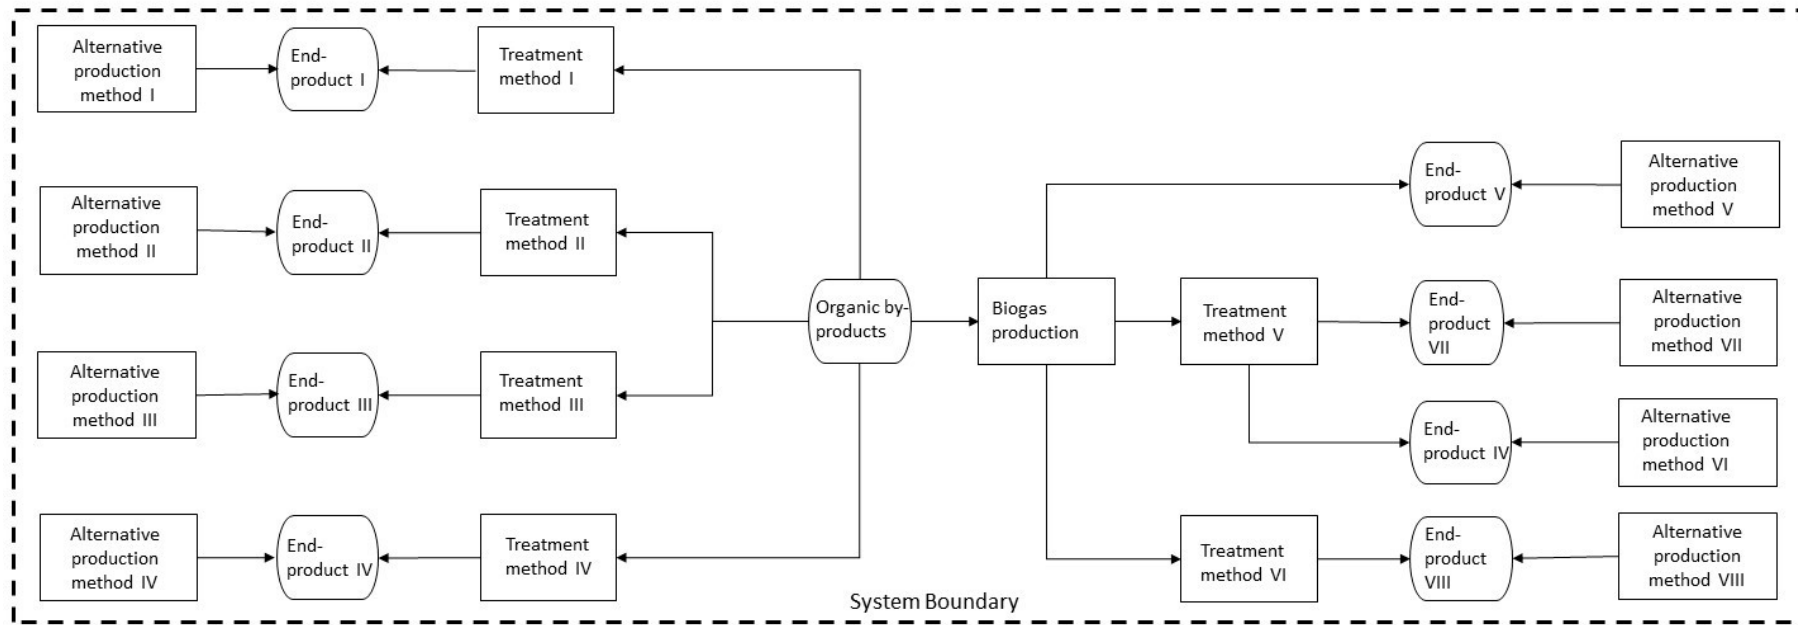 Alternative
production
method I
End-
product I
Treatment
method I
Alternative
production
method II
End-
product II
Treatment
method II
Alternative
production
method III
End-
product III
Treatment
method III
Alternative
production
method IV
End-
product IV
Treatment
method IV
Organic by-
products
Biogas
production
End-
product V
Alternative
production
method V
Treatment
method V
End-
product
VII
Alternative
production
method VII
End-
product IV
Alternative
production
method VI
Treatment
method VI
End-
product
VIII
Alternative
production
method VIII
System Boundary